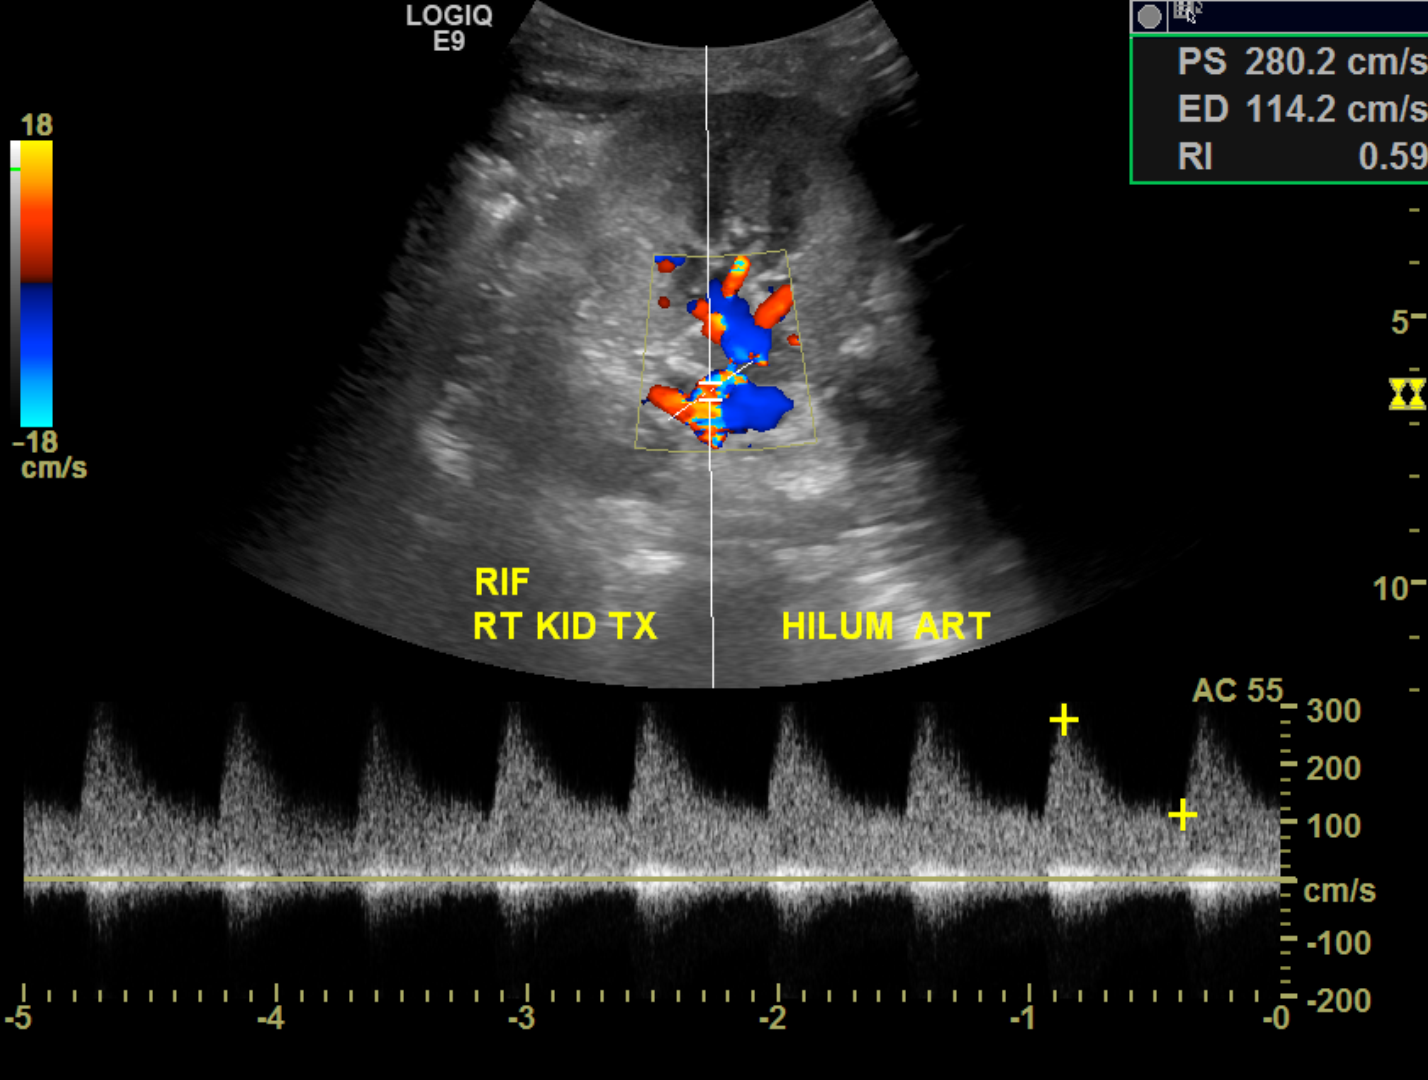 LOGIQ
E9
PS 280.2 cm/s
ED 114.2 cm/s
RI 0.59
18
-18
cm/s
5
10
RIF
RT KID TX
HILUM ART
AC 55
300
200
100
cm/s
-100
-200
-5 -4 -3 -2 -1 -0